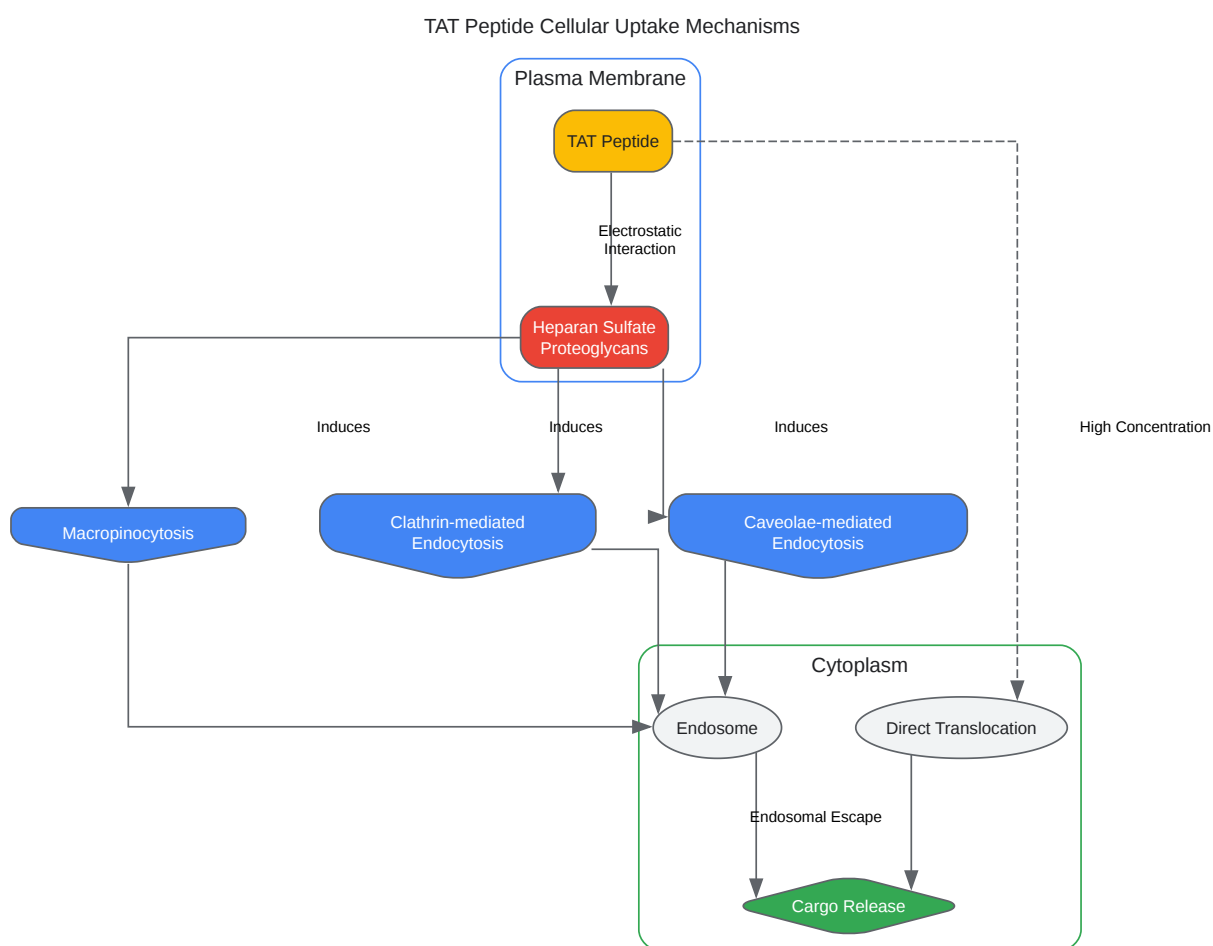 TAT Peptide Cellular Uptake Mechanisms
Plasma Membrane
TAT Peptide
Electrostatic
Interaction
Heparan Sulfate
Proteoglycans
Induces
Induces
Induces
High Concentration
Macropinocytosis
Clathrin-mediated
Endocytosis
Caveolae-mediated
Endocytosis
Cytoplasm
Endosome
Direct Translocation
Endosomal Escape
Cargo Release